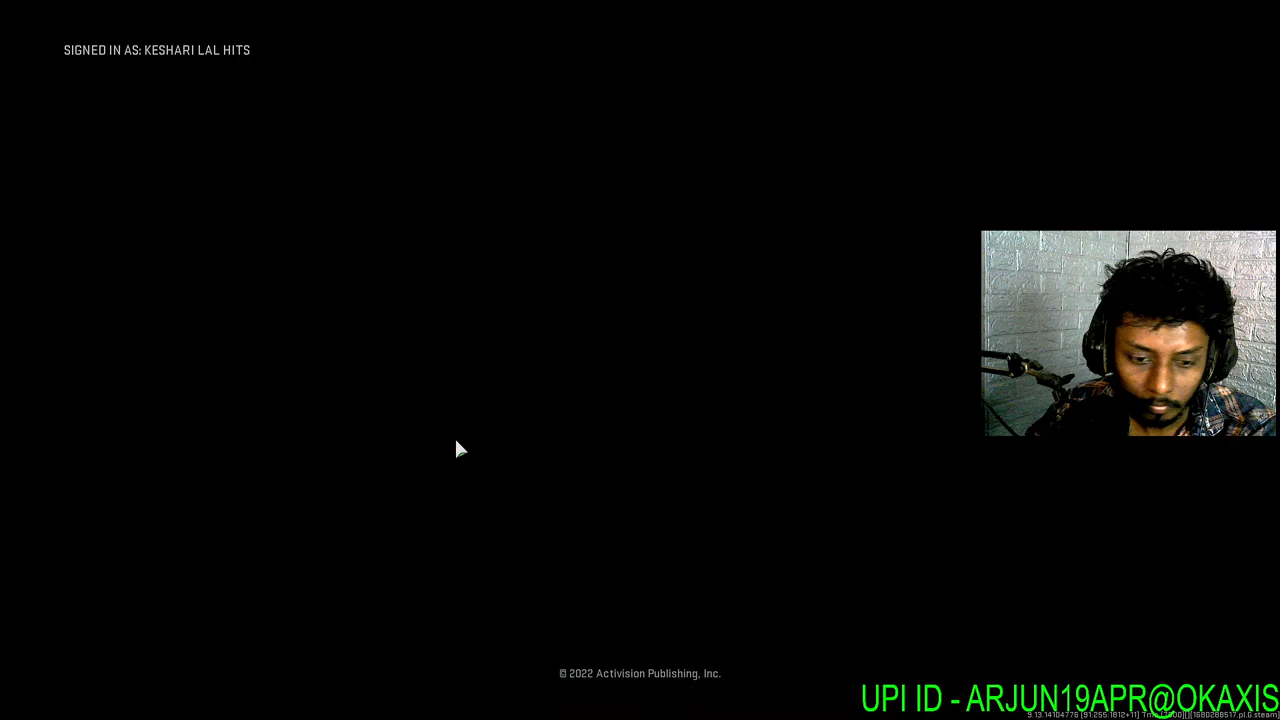 SIGNED IN AS: KESHARI LAL HITS
© 2022 Activision Publishing, Inc.
UPI ID - ARJUN19APR@OKAXIS